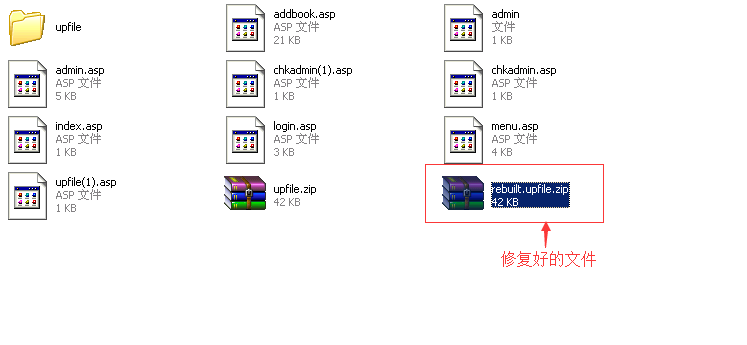 upfile
addbook.asp
ASP 文件
21 KB
admin
文件
1 KB
admin.asp
ASP 文件
5 KB
chkadmin(1).asp
ASP 文件
1 KB
chkadmin.asp
ASP 文件
1 KB
index.asp
ASP 文件
1 KB
login.asp
ASP 文件
3 KB
menu.asp
ASP 文件
4 KB
upfile(1).asp
ASP 文件
1 KB
upfile.zip
42 KB
rebuilt.upfile.zip
42 KB
修复好的文件